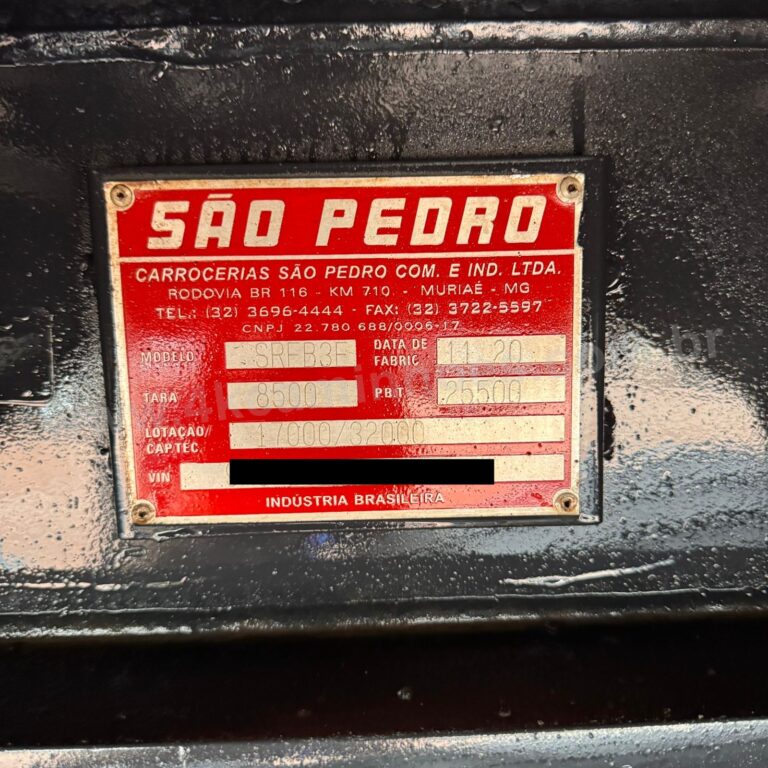 SÃO PEDRO
CARROCERIAS SÃO PEDRO COM. E IND. LTDA.
RODOVIA BR 116 - KM 710 - MURIAÉ - MG
TEL.: (32) 3696-4444 - FAX: (32) 3722-5597
CNPJ 22.780.688/0006-17
MODELO SRFB3E DATA DE FABRIC 11 20
TARA 8500 P.B.T. 25500
LOTAÇÃO/ CAP.TEC. 17000/32000
VIN
INDÚSTRIA BRASILEIRA